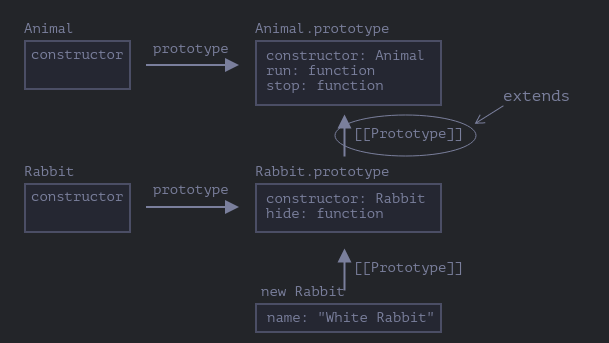 Animal
Animal.prototype
constructor
prototype
constructor: Animal
run: function
stop: function
extends
[[Prototype]]
Rabbit
Rabbit.prototype
constructor
prototype
constructor: Rabbit
hide: function
[[Prototype]]
new Rabbit
name: "White Rabbit"